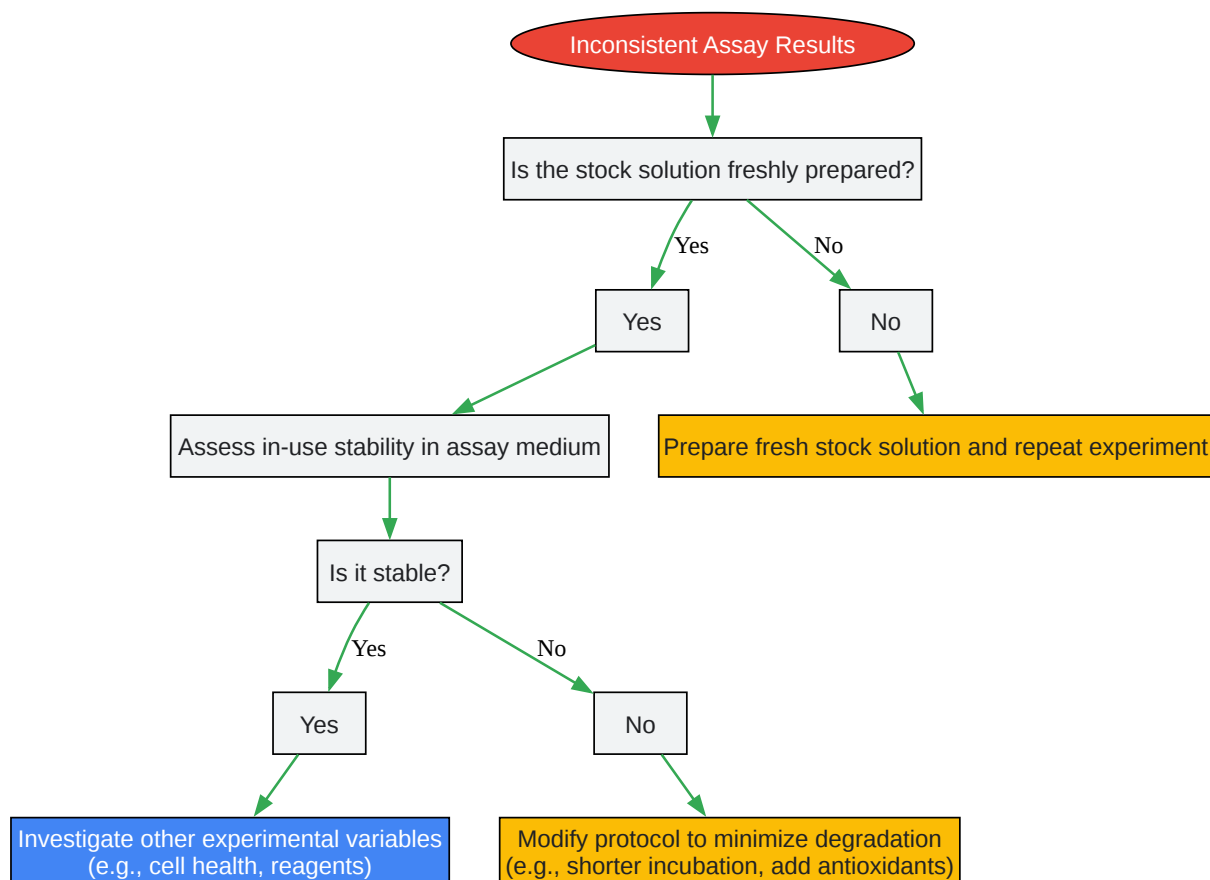 Inconsistent Assay Results
Is the stock solution freshly prepared?
Yes
No
Yes
No
Assess in-use stability in assay medium
Prepare fresh stock solution and repeat experiment
Is it stable?
Yes
No
Yes
No
Investigate other experimental variables
(e.g., cell health, reagents)
Modify protocol to minimize degradation
(e.g., shorter incubation, add antioxidants)